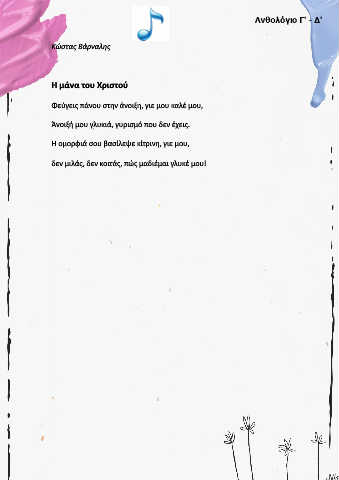 Ανθολόγιο Γ' - Δ'
Κώστας Βάρναλης
Η μάνα του Χριστού
Φεύγεις πάνου στην άνοιξη, γιε μου καλέ μου,
Άνοιξή μου γλυκιά, γυρισμό που δεν έχεις.
Η ομορφιά σου βασίλεψε κίτρινη, γιε μου,
δεν μιλάς, δεν κοιτάς, πώς μαδιέμαι γλυκέ μου!